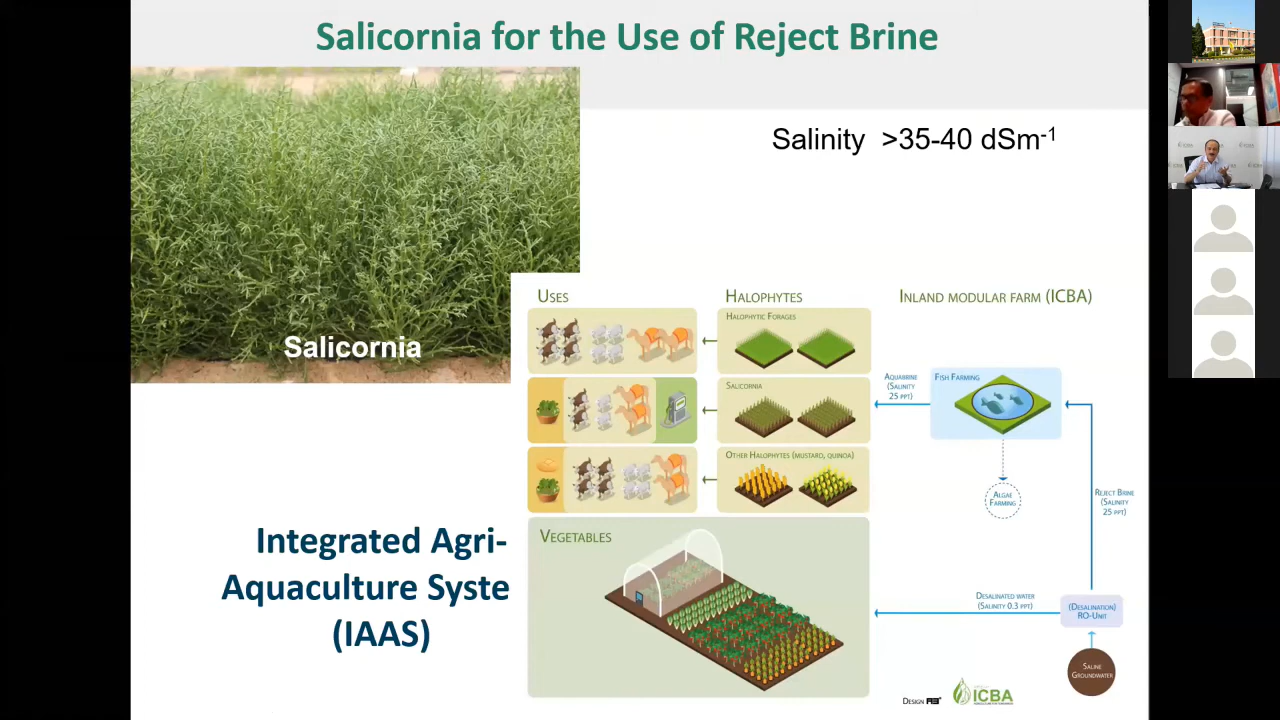 Salicornia for the Use of Reject Brine
Salinity >35-40 dSm-1
Salicornia
Integrated Agri-
Aquaculture Syste
(IAAS)
USES
HALOPHYTES
INLAND MODULAR FARM (ICBA)
HALOPHYTIC FORAGES
SALICORNIA
OTHER HALOPHYTES (MUSTARD, QUINOA)
VEGETABLES
AQUABRINE
(SALINITY
25 PPT)
FISH FARMING
ALGAE
FARMING
REJECT BRINE
(SALINITY
25 PPT)
DESALINATED WATER
(SALINITY 0.3 PPT)
(DESALINATION)
RO-UNIT
SALINE
GROUNDWATER
DESIGN
ICBA